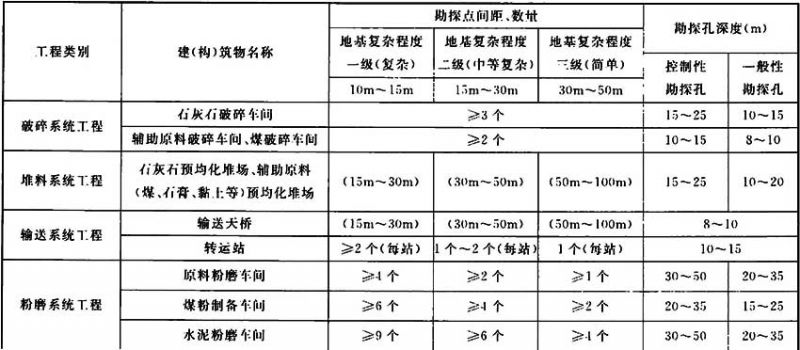 工程类别 建(构)筑物名称 勘探点间距、数量 勘探孔深度(m)
地基复杂程度 一级(复杂) 地基复杂程度 二级(中等复杂) 地基复杂程度 三级(简单) 控制性 勘探孔 一般性 勘探孔
10m～15m 15m～30m 30m～50m
破碎系统工程 石灰石破碎车间 ⩾3 个 15～25 10～15
辅助原料破碎车间、煤破碎车间 ⩾2 个 10～15 8～10
堆料系统工程 石灰石预均化堆场、辅助原料 (煤、石膏、黏土等)预均化堆场 (15m～30m) (30m～50m) (50m～100m) 15～25 10～20
输送系统工程 输送天桥 (15m～30m) (30m～50m) (50m～100m) 8～10
转运站 ⩾2 个(每站) 1个～2个(每站) 1个(每站) 10～15
粉磨系统工程 原料粉磨车间 ⩾4 个 ⩾2 个 ⩾1 个 30～50 20～35
煤粉制备车间 ⩾6 个 ⩾4 个 ⩾2 个 20～35 15～25
水泥粉磨车间 ⩾9 个 ⩾6 个 ⩾4 个 30～50 20～35